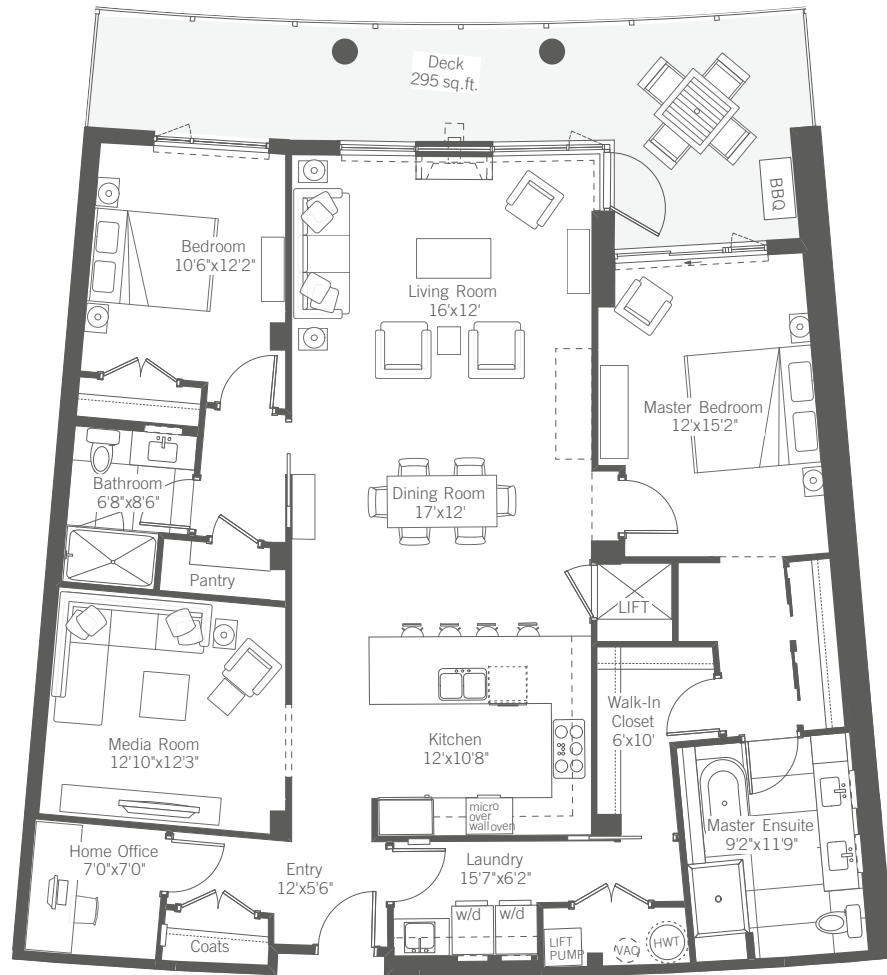 Deck
295 sq.ft.
BBQ
Bedroom
10'6"x12'2"
Living Room
16'x12'
Master Bedroom
12'x15'2"
Bathroom
6'8"x8'6"
Dining Room
17'x12'
Pantry
LIFT
Media Room
12'10"x12'3"
Kitchen
12'x10'8"
Walk-In
Closet
6'x10'
micro
over
wall oven
Master Ensuite
9'2"x11'9"
Home Office
7'0"x7'0"
Entry
12'x5'6"
Laundry
15'7"x6'2"
w/d
w/d
Coats
LIFT
PUMP
VAQ
HWT